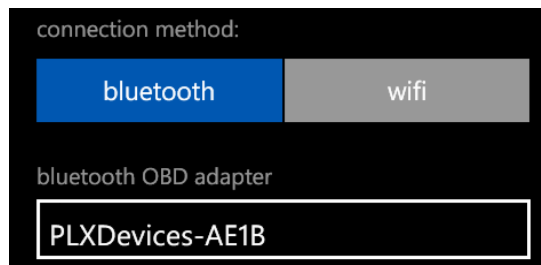 connection method:
bluetooth wifi
bluetooth OBD adapter
PLXDevices-AE1B